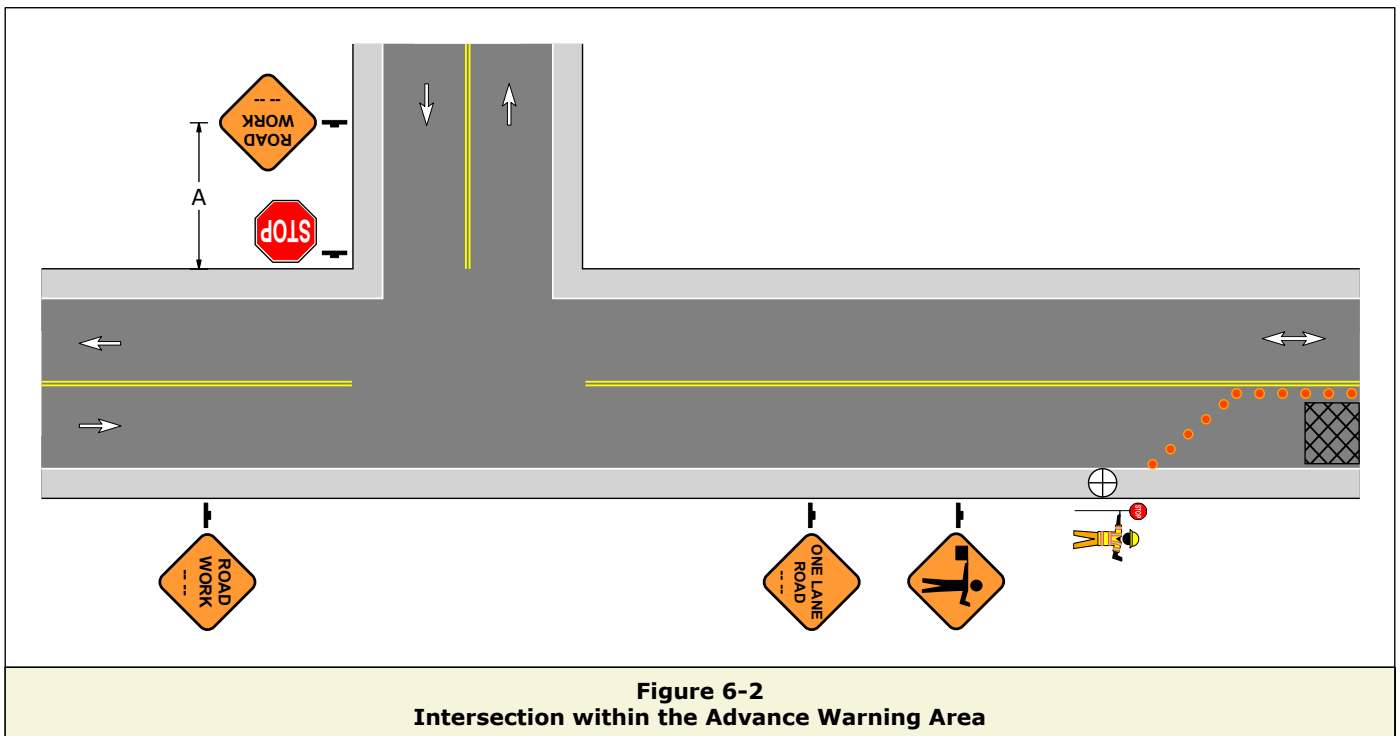 ROAD
WORK
-- --
A
STOP
ROAD
WORK
-- --
ONE LANE
ROAD
-- --
STOP
Figure 6-2
Intersection within the Advance Warning Area